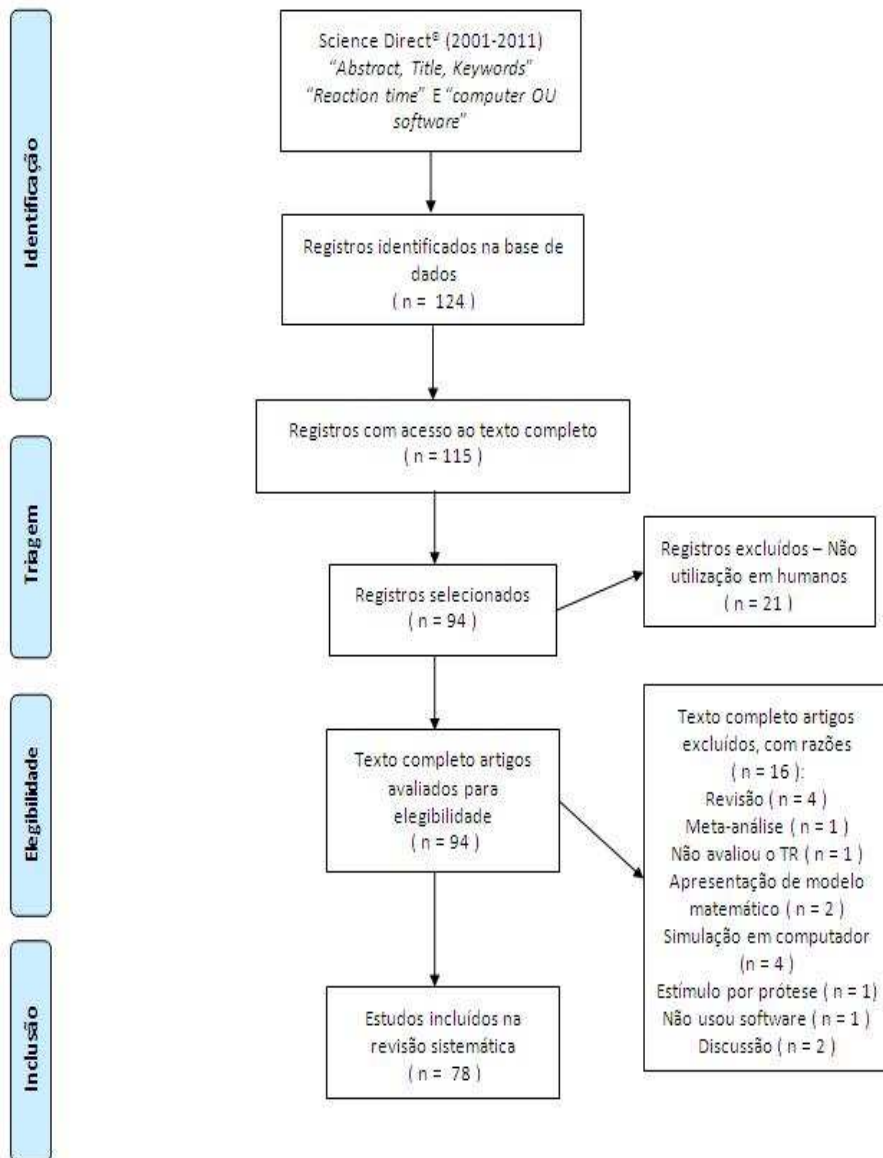 Identificação
Science Direct® (2001-2011)
“Abstract, Title, Keywords”
“Reaction time” E “computer OU
software”
Registros identificados na base de
dados
( n = 124 )
Registros com acesso ao texto completo
( n = 115 )
Triagem
Registros selecionados
( n = 94 )
Registros excluídos – Não
utilização em humanos
( n = 21 )
Elegibilidade
Texto completo artigos
avaliados para
elegibilidade
( n = 94 )
Texto completo artigos
excluídos, com razões
( n = 16 ):
Revisão ( n = 4 )
Meta-análise ( n = 1 )
Não avaliou o TR ( n = 1 )
Apresentação de modelo
matemático ( n = 2 )
Simulação em computador
(n = 4 )
Estímulo por prótese ( n = 1)
Não usou software ( n = 1 )
Discussão ( n = 2 )
Inclusão
Estudos incluídos na
revisão sistemática
( n = 78 )